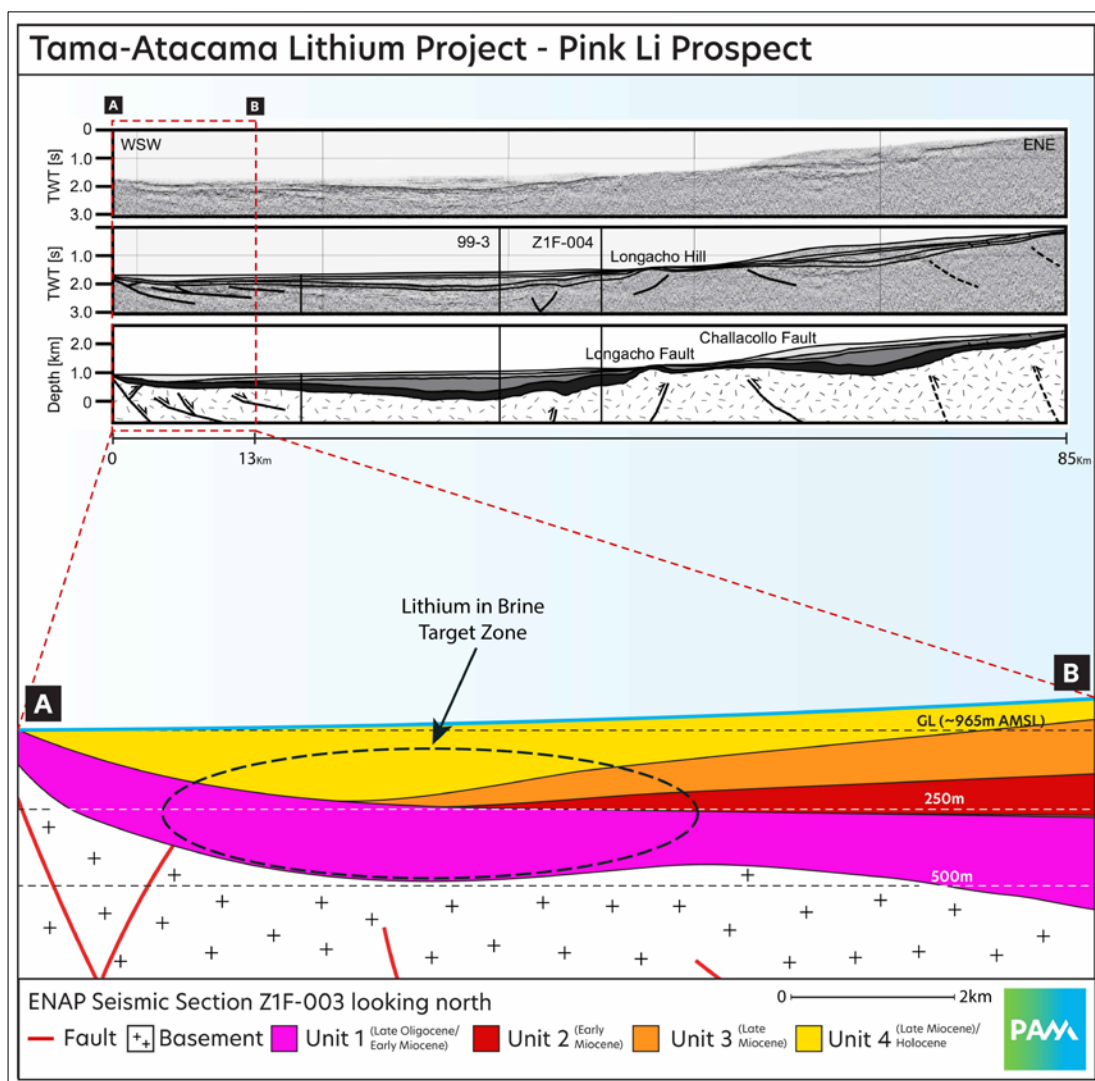 Tama-Atacama Lithium Project - Pink Li Prospect
A
B
0
WSW
ENE
TWT [s]
1.0
2.0
3.0
99-3
Z1F-004
Longacho Hill
TWT [s]
1.0
2.0
3.0
Challacollo Fault
Longacho Fault
Depth [km]
2.0
1.0
0
0
13Km
85Km
Lithium in Brine
Target Zone
A
B
GL (~965m AMSL)
250m
500m
ENAP Seismic Section Z1F-003 looking north
0
2km
Fault
Basement
Unit 1 (Late Oligocene/
Early Miocene)
Unit 2 (Early
Miocene)
Unit 3 (Late
Miocene)
Unit 4 (Late Miocene)/
Holocene
PAM